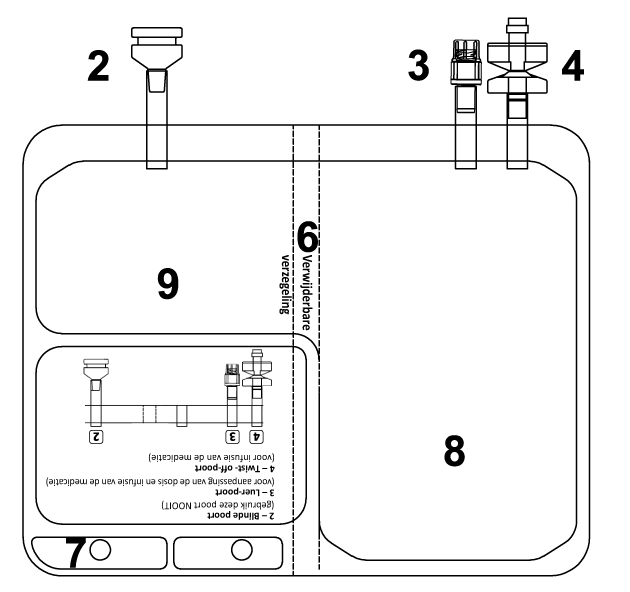 2
3
4
6
Verwijderbare
verzegeling
9
8
7
2
3
4
2 – Blinde poort
(gebruik deze poort NOOIT)
3 – Luer-poort
(voor aanpassing van de dosis en infusie van de medicatie)
4 – Twist- off-poort
(voor infusie van de medicatie)